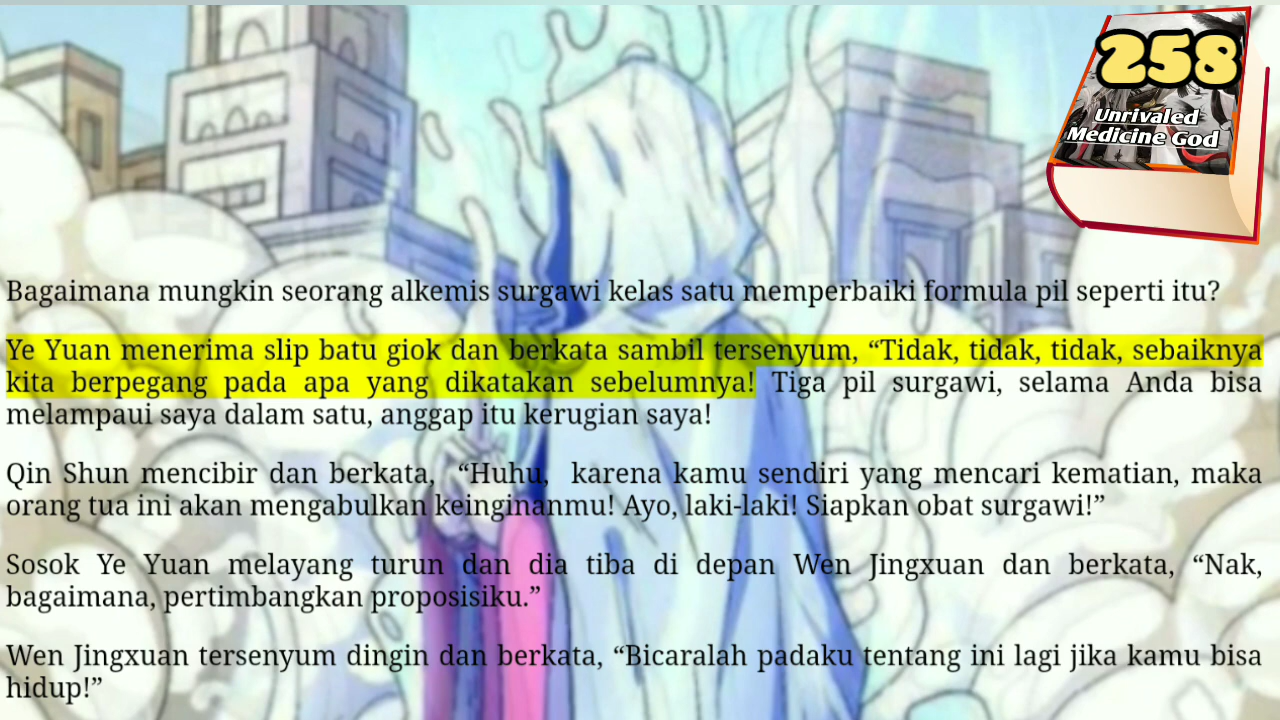 258
Unrivaled
Medicine God
Bagaimana mungkin seorang alkemis surgawi kelas satu memperbaiki formula pil seperti itu?
Ye Yuan menerima slip batu giok dan berkata sambil tersenyum, “Tidak, tidak, tidak, sebaiknya
kita berpegang pada apa yang dikatakan sebelumnya! Tiga pil surgawi, selama Anda bisa
melampaui saya dalam satu, anggap itu kerugian saya!
Qin Shun mencibir dan berkata, “Huhu, karena kamu sendiri yang mencari kematian, maka
orang tua ini akan mengabulkan keinginanmu! Ayo, laki-laki! Siapkan obat surgawi!”
Sosok Ye Yuan melayang turun dan dia tiba di depan Wen Jingxuan dan berkata, “Nak,
bagaimana, pertimbangkan proposisiku.”
Wen Jingxuan tersenyum dingin dan berkata, “Bicaralah padaku tentang ini lagi jika kamu bisa
hidup!”